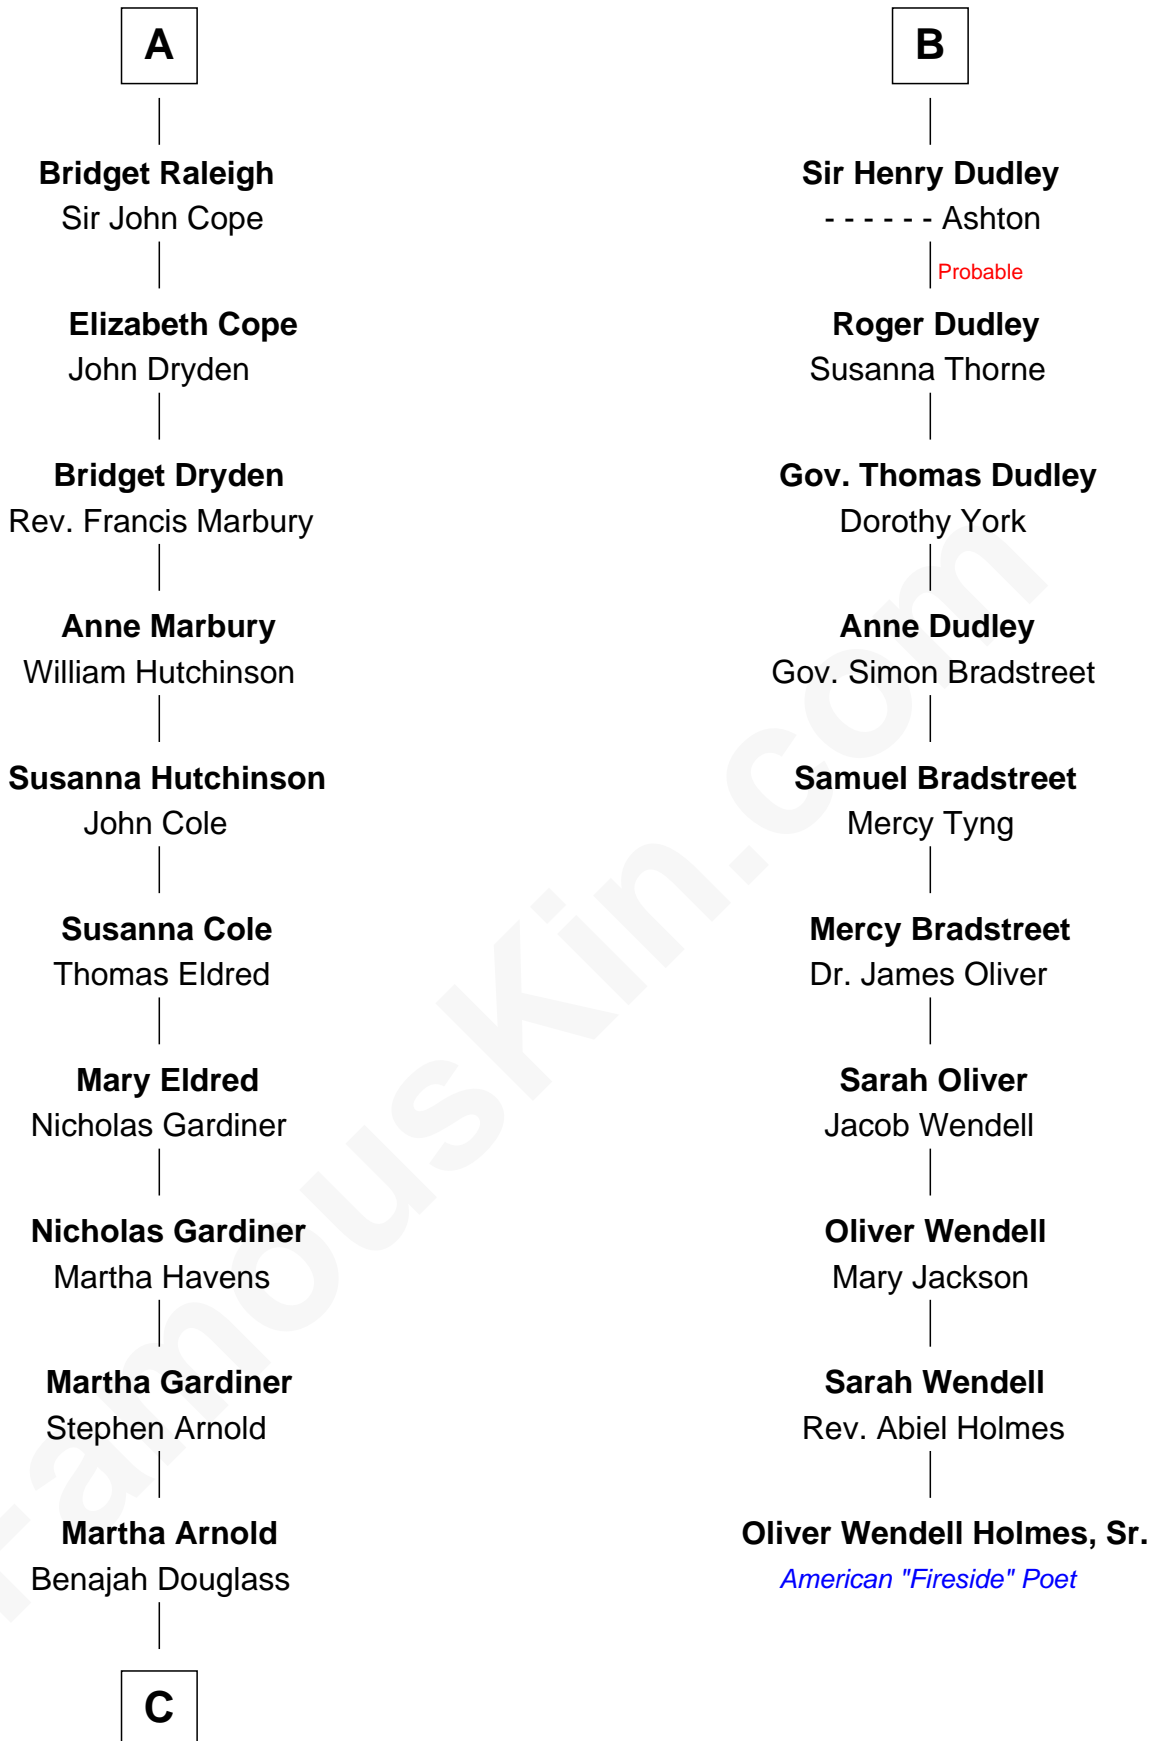 A
Bridget Raleigh
Sir John Cope
Elizabeth Cope
John Dryden
Bridget Dryden
Rev. Francis Marbury
Anne Marbury
William Hutchinson
Susanna Hutchinson
John Cole
Susanna Cole
Thomas Eldred
Mary Eldred
Nicholas Gardiner
Nicholas Gardiner
Martha Havens
Martha Gardiner
Stephen Arnold
Martha Arnold
Benajah Douglass
C
B
Sir Henry Dudley
- - - - - - Ashton
Probable
Roger Dudley
Susanna Thorne
Gov. Thomas Dudley
Dorothy York
Anne Dudley
Gov. Simon Bradstreet
Samuel Bradstreet
Mercy Tyng
Mercy Bradstreet
Dr. James Oliver
Sarah Oliver
Jacob Wendell
Oliver Wendell
Mary Jackson
Sarah Wendell
Rev. Abiel Holmes
Oliver Wendell Holmes, Sr.
American "Fireside" Poet
FamousKin.com